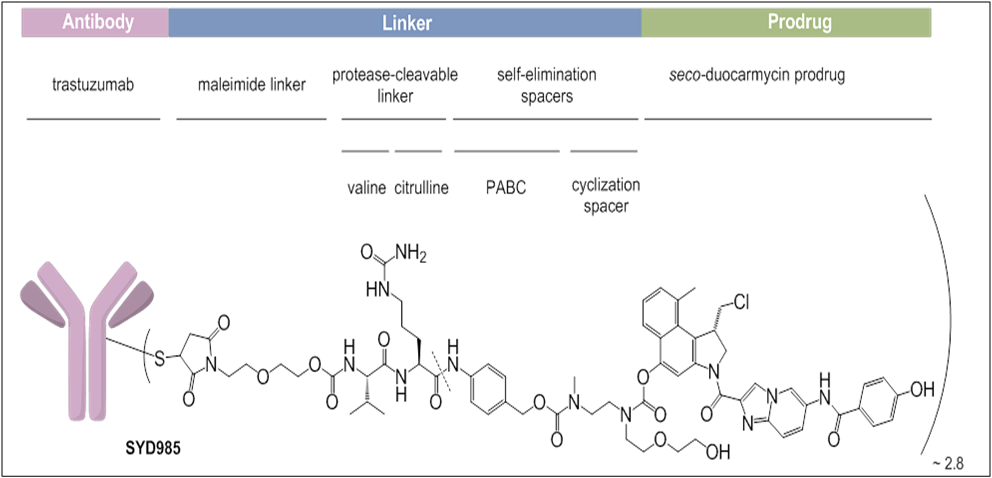 Antibody Linker Prodrug
trastuzumab
maleimide linker
protease-cleavable
linker
self-elimination
spacers
seco-duocarmycin prodrug
valine citrulline PABC
cyclization
spacer
O NH2
HN
Cl
S
O
N
O
O
O
H
N
O
O
N
H
O
H
N
O
O
N
N
O
OH
O
O
N
O
N
N
H
N
O
OH
SYD985
~ 2.8